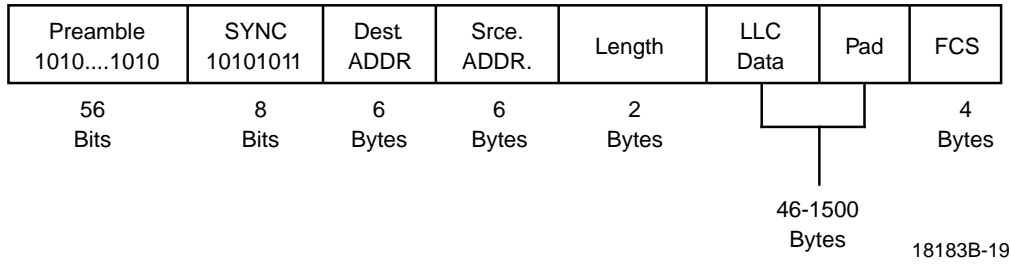 Preamble
1010....1010
SYNC
10101011
Dest.
ADDR
Srce.
ADDR.
Length
LLC
Data
Pad
FCS
56
Bits
8
Bits
6
Bytes
6
Bytes
2
Bytes
4
Bytes
46-1500
Bytes
18183B-19